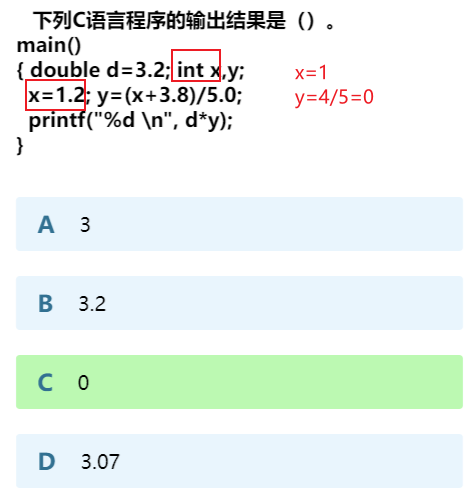 下列C语言程序的输出结果是（）。
main()
{ double d=3.2; int x,y;
x=1
x=1.2; y=(x+3.8)/5.0;
y=4/5=0
printf("%d \n", d*y);
}
A 3
B 3.2
C 0
D 3.07